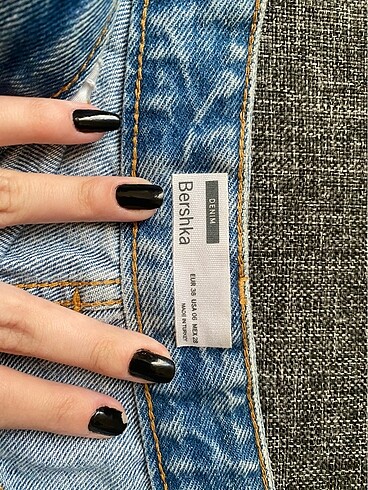 DENIM
Bershka
EUR 38 USA 06 MEX 28
MADE IN TURKEY